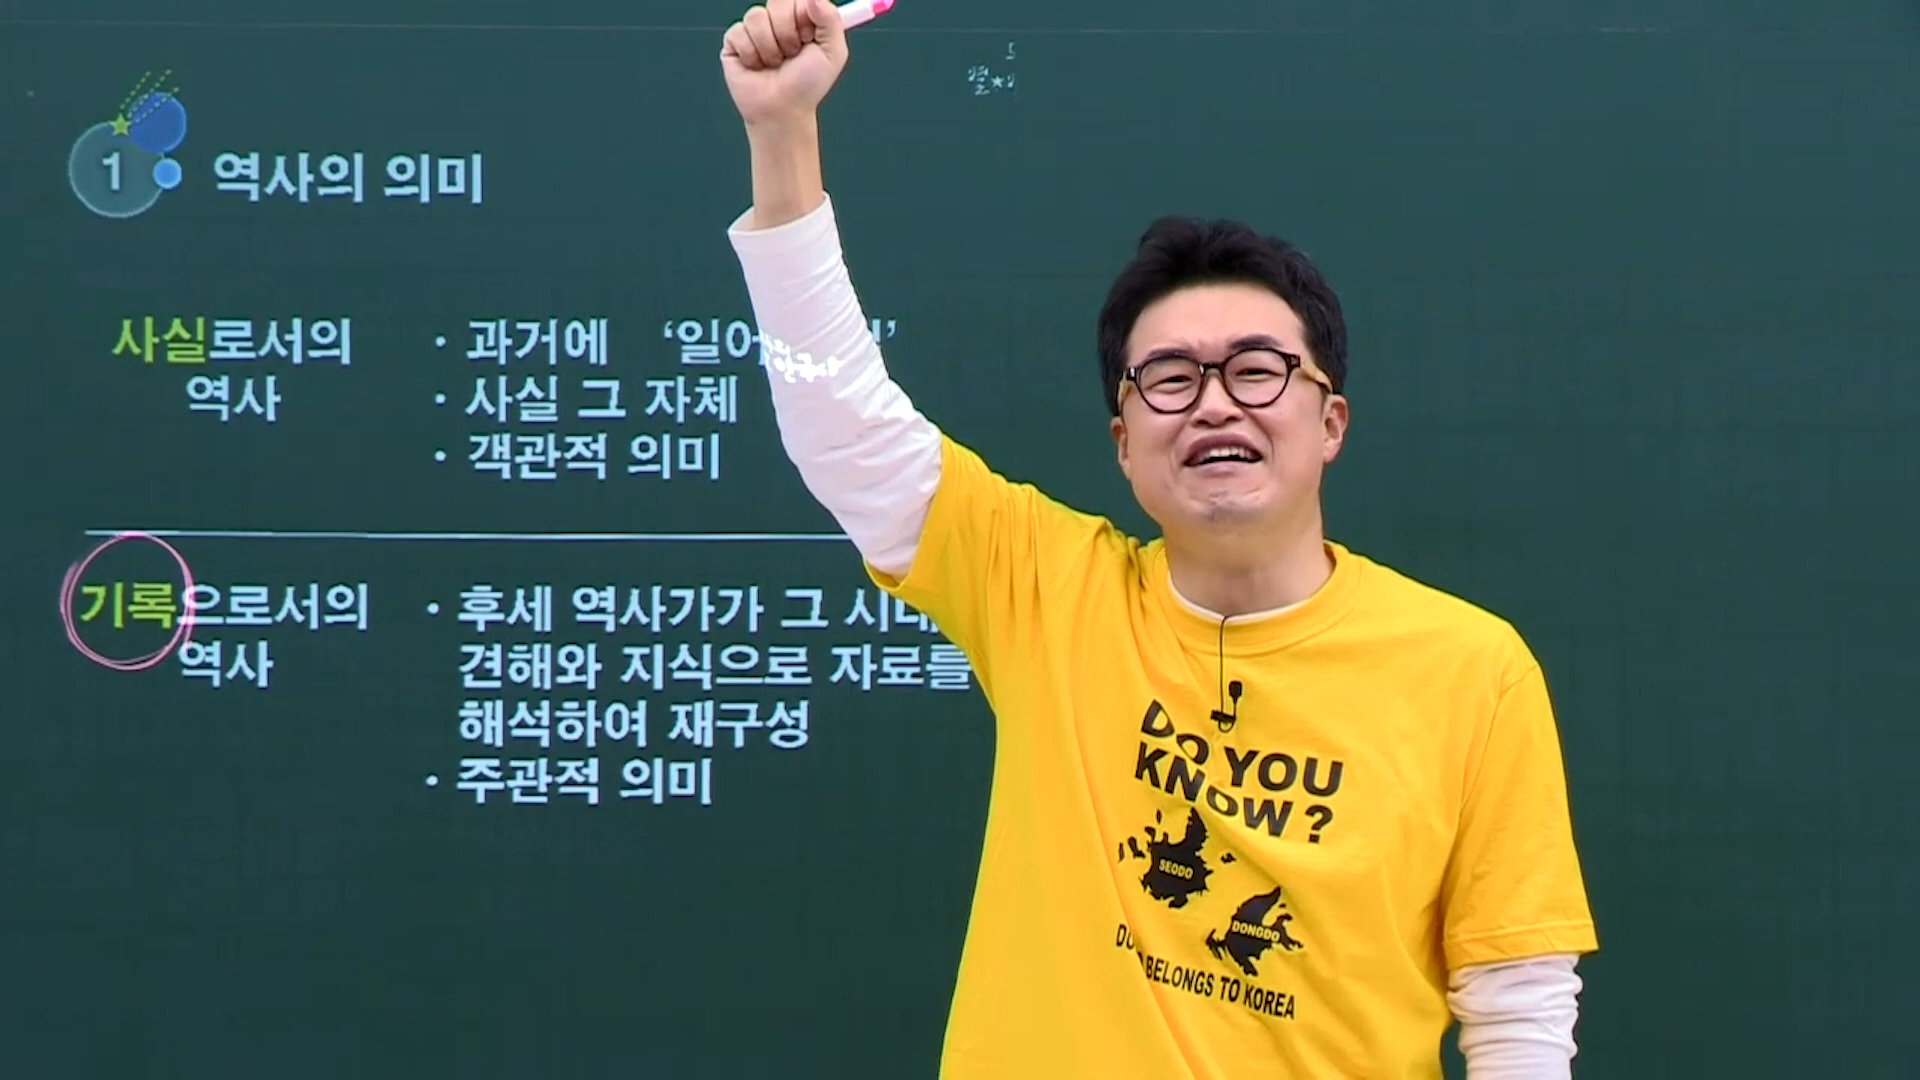 1 역사의 의미
사실로서의
역사
· 과거에 ‘일어
· 사실 그 자체
· 객관적 의미
기록으로서의
역사
· 후세 역사가가 그 시대
견해와 지식으로 자료를
해석하여 재구성
· 주관적 의미
DO YOU
KNOW?
SEODO
DONGDO
BELONGS TO KOREA